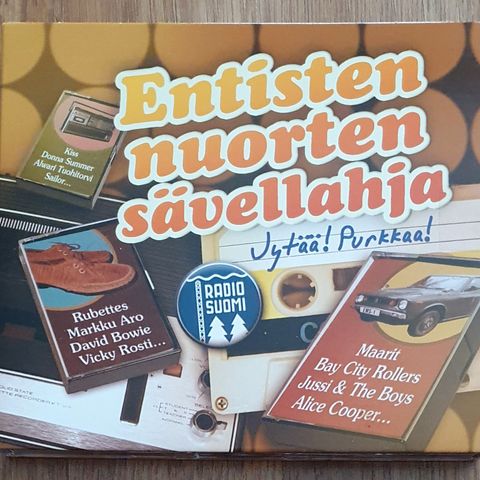 Entisten
nuorten
sävellahja
Jytää! Purkkaa!
Kiss
Donna Summer
Alwari Tuohitorvi
Sailor...
RADIO
SUOMI
Rubettes
Markku Aro
David Bowie
Vicky Rosti...
Maarit
Bay City Rollers
Jussi & The Boys
Alice Cooper...
C